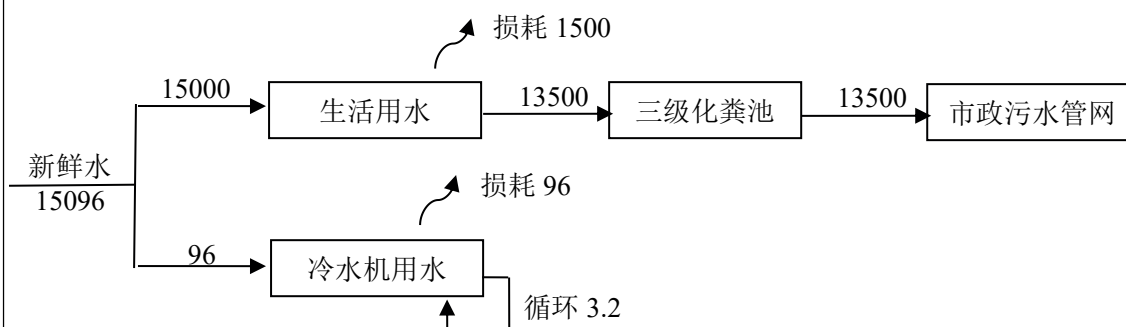 损耗 1500
15000
生活用水
13500
三级化粪池
13500
市政污水管网
新鲜水
15096
损耗 96
96
冷水机用水
循环 3.2